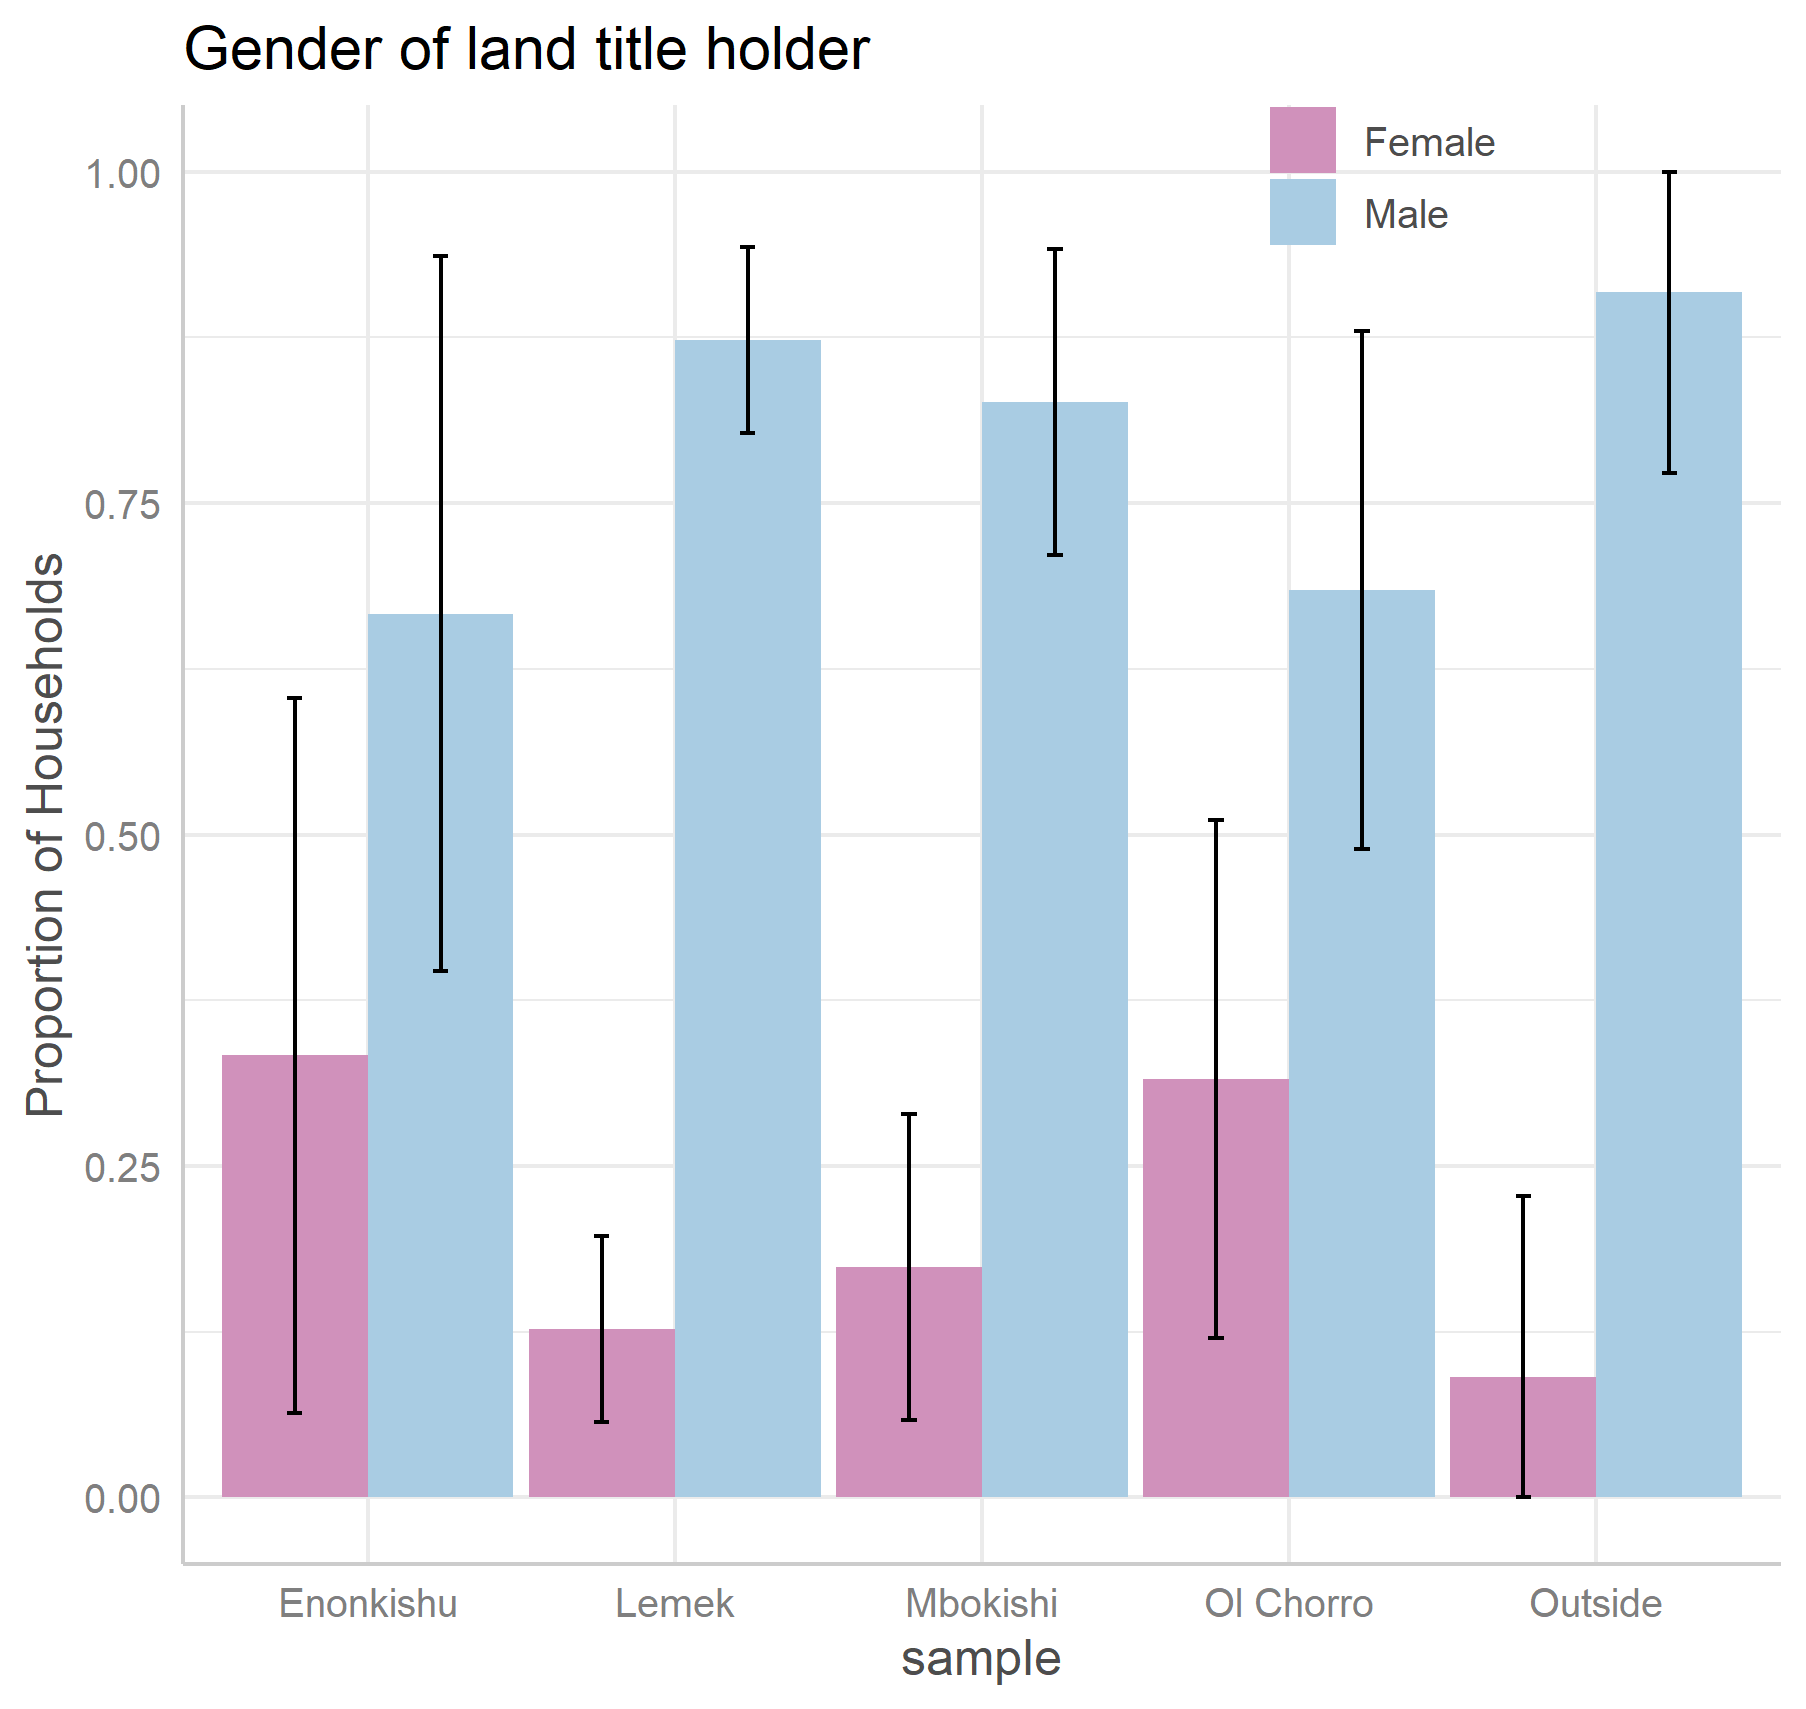 Gender of land title holder
Female
Male
1.00
0.75
0.50
0.25
0.00
Proportion of Households
Enonkishu Lemek Mbokishi Ol Chorro Outside
sample